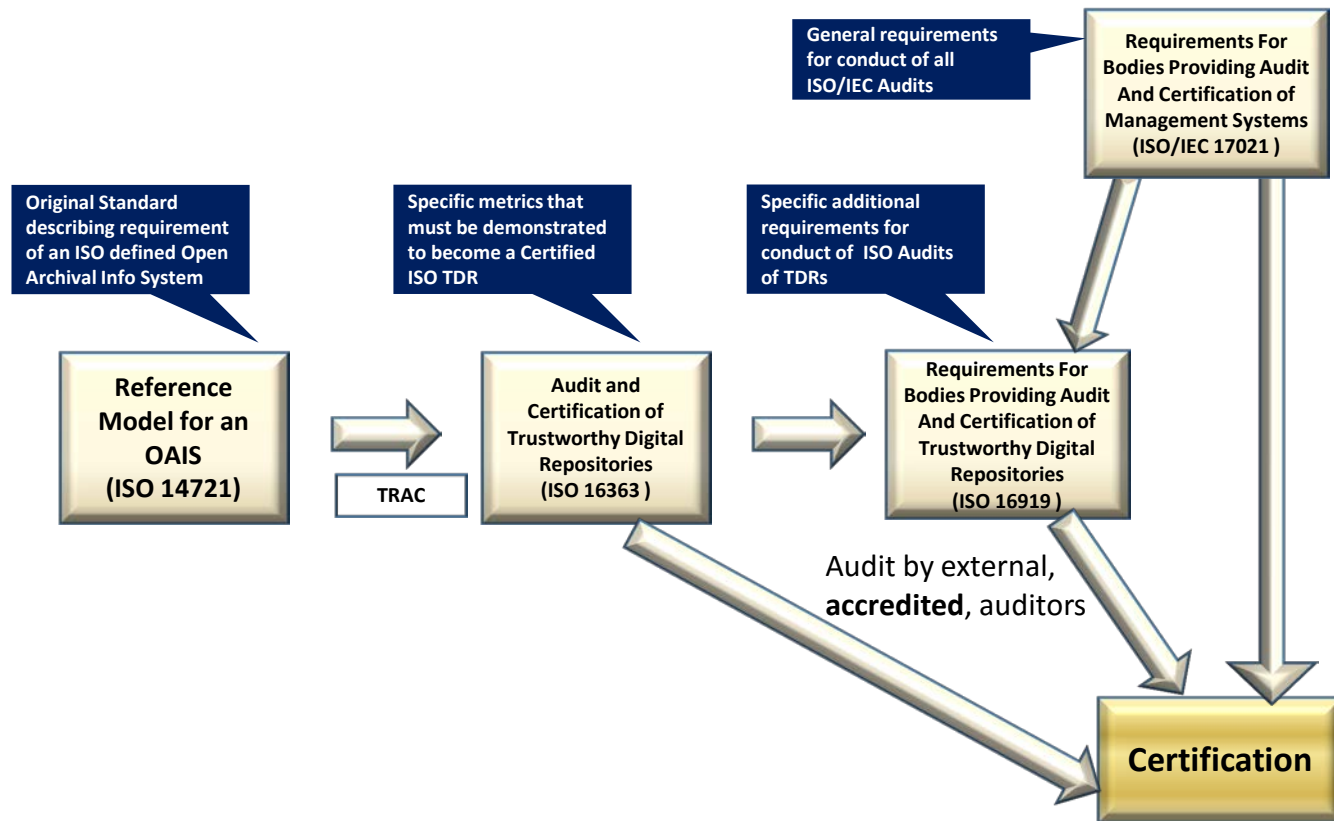 General requirements
for conduct of all
ISO/IEC Audits
Requirements For
Bodies Providing Audit
And Certification of
Management Systems
(ISO/IEC 17021 )
Original Standard
describing requirement
of an ISO defined Open
Archival Info System
Specific metrics that
must be demonstrated
to become a Certified
ISO TDR
Specific additional
requirements for
conduct of ISO Audits
of TDRs
Reference
Model for an
OAIS
(ISO 14721)
TRAC
Audit and
Certification of
Trustworthy Digital
Repositories
(ISO 16363 )
Requirements For
Bodies Providing Audit
And Certification of
Trustworthy Digital
Repositories
(ISO 16919 )
Audit by external,
accredited, auditors
Certification